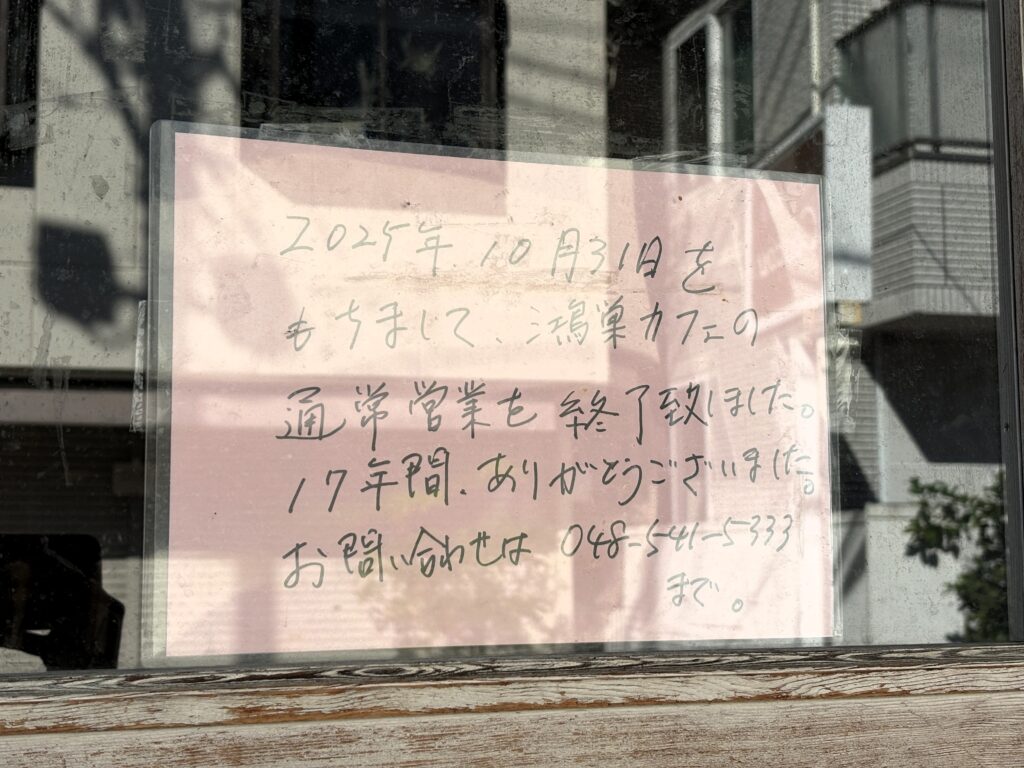 2025年10月31日を
もちまして、鴻巣カフェの
通常営業を終了致しました。
17年間、ありがとうございました。
お問い合わせは 048-541-5333
まで。